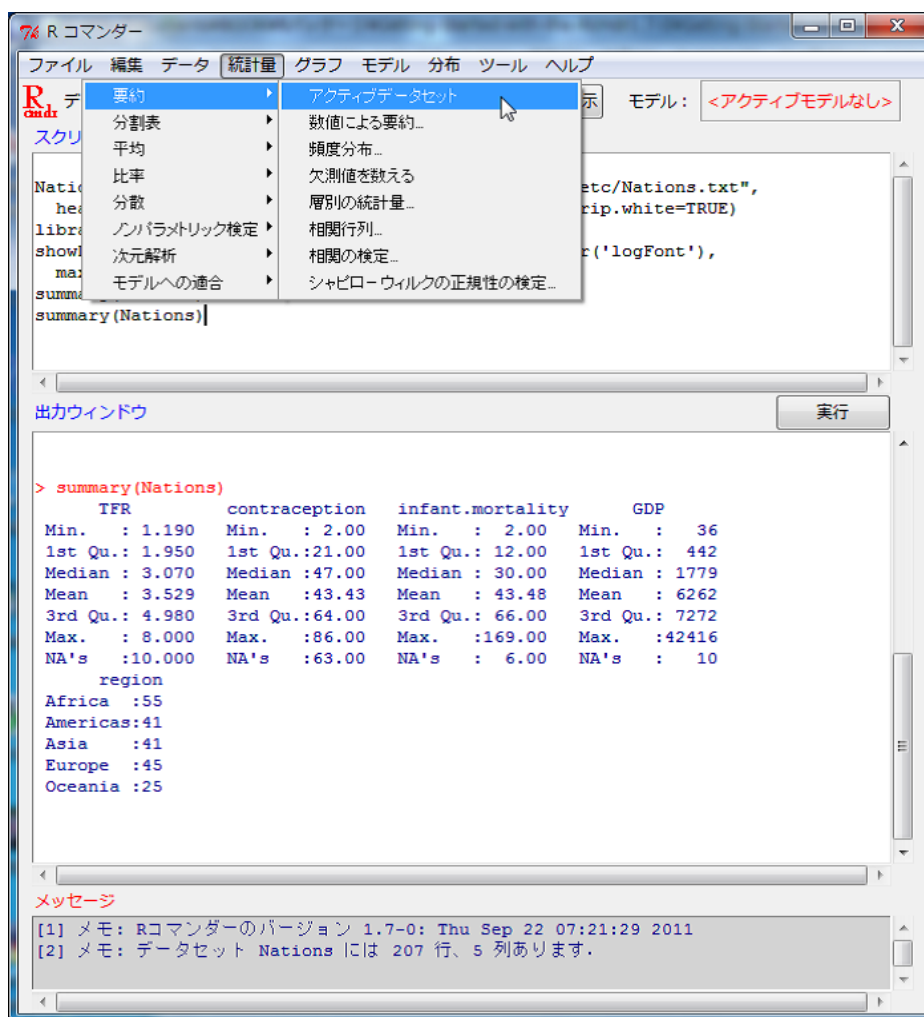 R コマンダー
ファイル 編集 データ 統計量 グラフ モデル 分布 ツール ヘルプ
Rcmdr デ 示 モデル： <アクティブモデルなし>
要約 アクティブデータセット
分割表 数値による要約...
平均 頻度分布...
比率 欠測値を数える
分散 層別の統計量...
ノンパラメトリック検定 相関行列...
次元解析 相関の検定...
モデルへの適合 シャピローウィルクの正規性の検定...
スクリ
Natio etc/Nations.txt",
hea rip.white=TRUE)
libra
showD r('logFont'),
max
summa
summary(Nations)
出力ウィンドウ 実行
> summary(Nations)
TFR contraception infant.mortality GDP
Min. : 1.190 Min. : 2.00 Min. : 2.00 Min. : 36
1st Qu.: 1.950 1st Qu.:21.00 1st Qu.: 12.00 1st Qu.: 442
Median : 3.070 Median :47.00 Median : 30.00 Median : 1779
Mean : 3.529 Mean :43.43 Mean : 43.48 Mean : 6262
3rd Qu.: 4.980 3rd Qu.:64.00 3rd Qu.: 66.00 3rd Qu.: 7272
Max. : 8.000 Max. :86.00 Max. :169.00 Max. :42416
NA's :10.000 NA's :63.00 NA's : 6.00 NA's : 10
region
Africa :55
Americas:41
Asia :41
Europe :45
Oceania :25
メッセージ
[1] メモ: Rコマンダーのバージョン 1.7-0: Thu Sep 22 07:21:29 2011
[2] メモ: データセット Nations には 207 行、5 列あります.